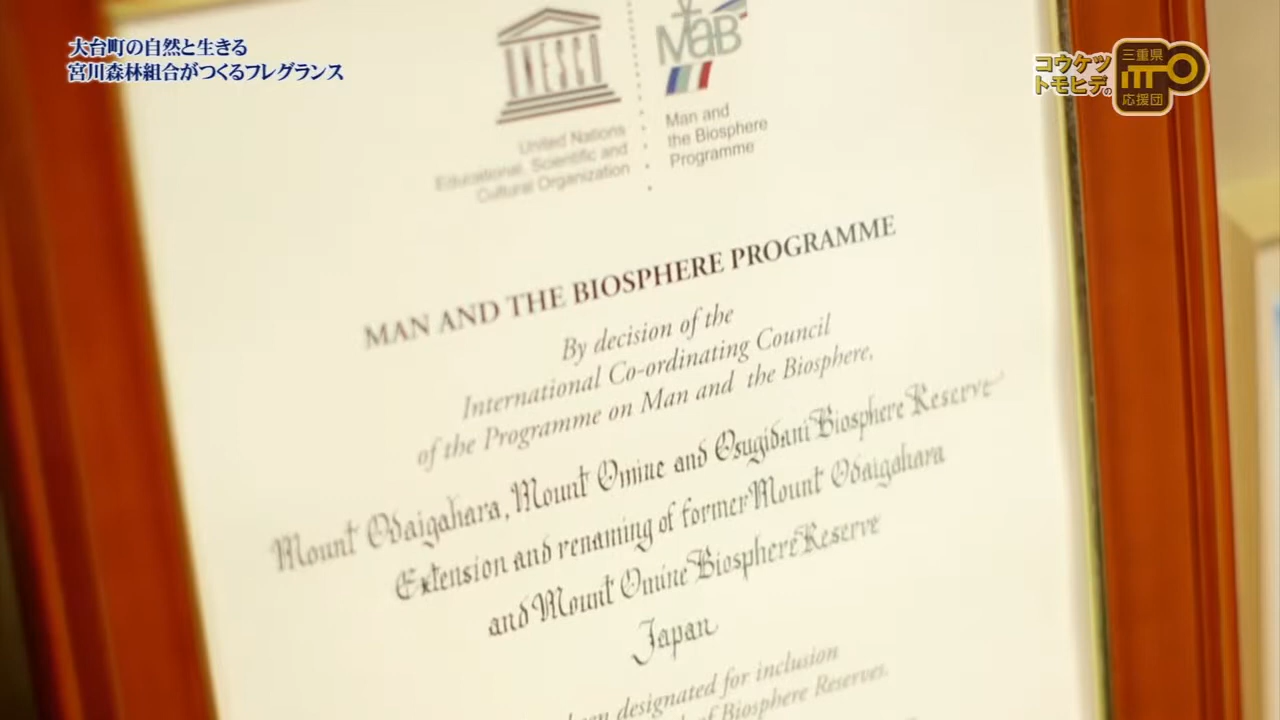 大台町の自然と生きる
宮川森林組合がつくるフレグランス
コウケツ
トモヒデの
三重県
応援団
UNESCO
MaB
United Nations
Educational, Scientific and
Cultural Organization
Man and
the Biosphere
Programme
MAN AND THE BIOSPHERE PROGRAMME
By decision of the
International Co-ordinating Council
of the Programme on Man and the Biosphere,
Mount Odaigahara, Mount Omine and Osugidani Biosphere Reserve
Extension and renaming of former Mount Odaigahara
and Mount Omine Biosphere Reserve
Japan
designated for inclusion
of Biosphere Reserves.